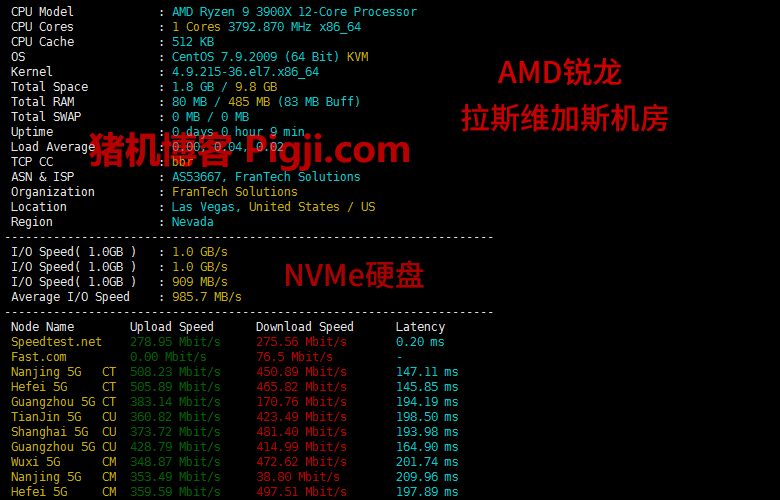 CPU Model : AMD Ryzen 9 3900X 12-Core Processor
CPU Cores : 1 Cores 3792.870 MHz x86_64
CPU Cache : 512 KB
OS : CentOS 7.9.2009 (64 Bit) KVM
Kernel : 4.9.215-36.el7.x86_64
Total Space : 1.8 GB / 9.8 GB
AMD锐龙
Total RAM : 80 MB / 485 MB (83 MB Buff)
Total SWAP : 0 MB / 0 MB
拉斯维加斯机房
Uptime : 0 days 0 hour 9 min
Load Average : 0.00, 0.04, 0.02
猪机博客 Pigji.com
TCP CC : bbr
ASN & ISP : AS53667, FranTech Solutions
Organization : FranTech Solutions
Location : Las Vegas, United States / US
Region : Nevada
----------------------------------------------------------------------
I/O Speed( 1.0GB ) : 1.0 GB/s
I/O Speed( 1.0GB ) : 1.0 GB/s
NVMe硬盘
I/O Speed( 1.0GB ) : 909 MB/s
Average I/O Speed : 985.7 MB/s
----------------------------------------------------------------------
Node Name Upload Speed Download Speed Latency
Speedtest.net 278.95 Mbit/s 275.56 Mbit/s 0.20 ms
Fast.com 0.00 Mbit/s 76.5 Mbit/s -
Nanjing 5G CT 508.23 Mbit/s 450.89 Mbit/s 147.11 ms
Hefei 5G CT 505.89 Mbit/s 465.82 Mbit/s 145.85 ms
Guangzhou 5G CT 383.14 Mbit/s 170.76 Mbit/s 194.19 ms
TianJin 5G CU 360.82 Mbit/s 423.49 Mbit/s 198.50 ms
Shanghai 5G CU 373.72 Mbit/s 481.40 Mbit/s 193.98 ms
Guangzhou 5G CU 428.79 Mbit/s 414.99 Mbit/s 164.90 ms
Wuxi 5G CM 348.87 Mbit/s 472.62 Mbit/s 201.74 ms
Nanjing 5G CM 353.49 Mbit/s 38.80 Mbit/s 209.96 ms
Hefei 5G CM 359.59 Mbit/s 497.51 Mbit/s 197.89 ms